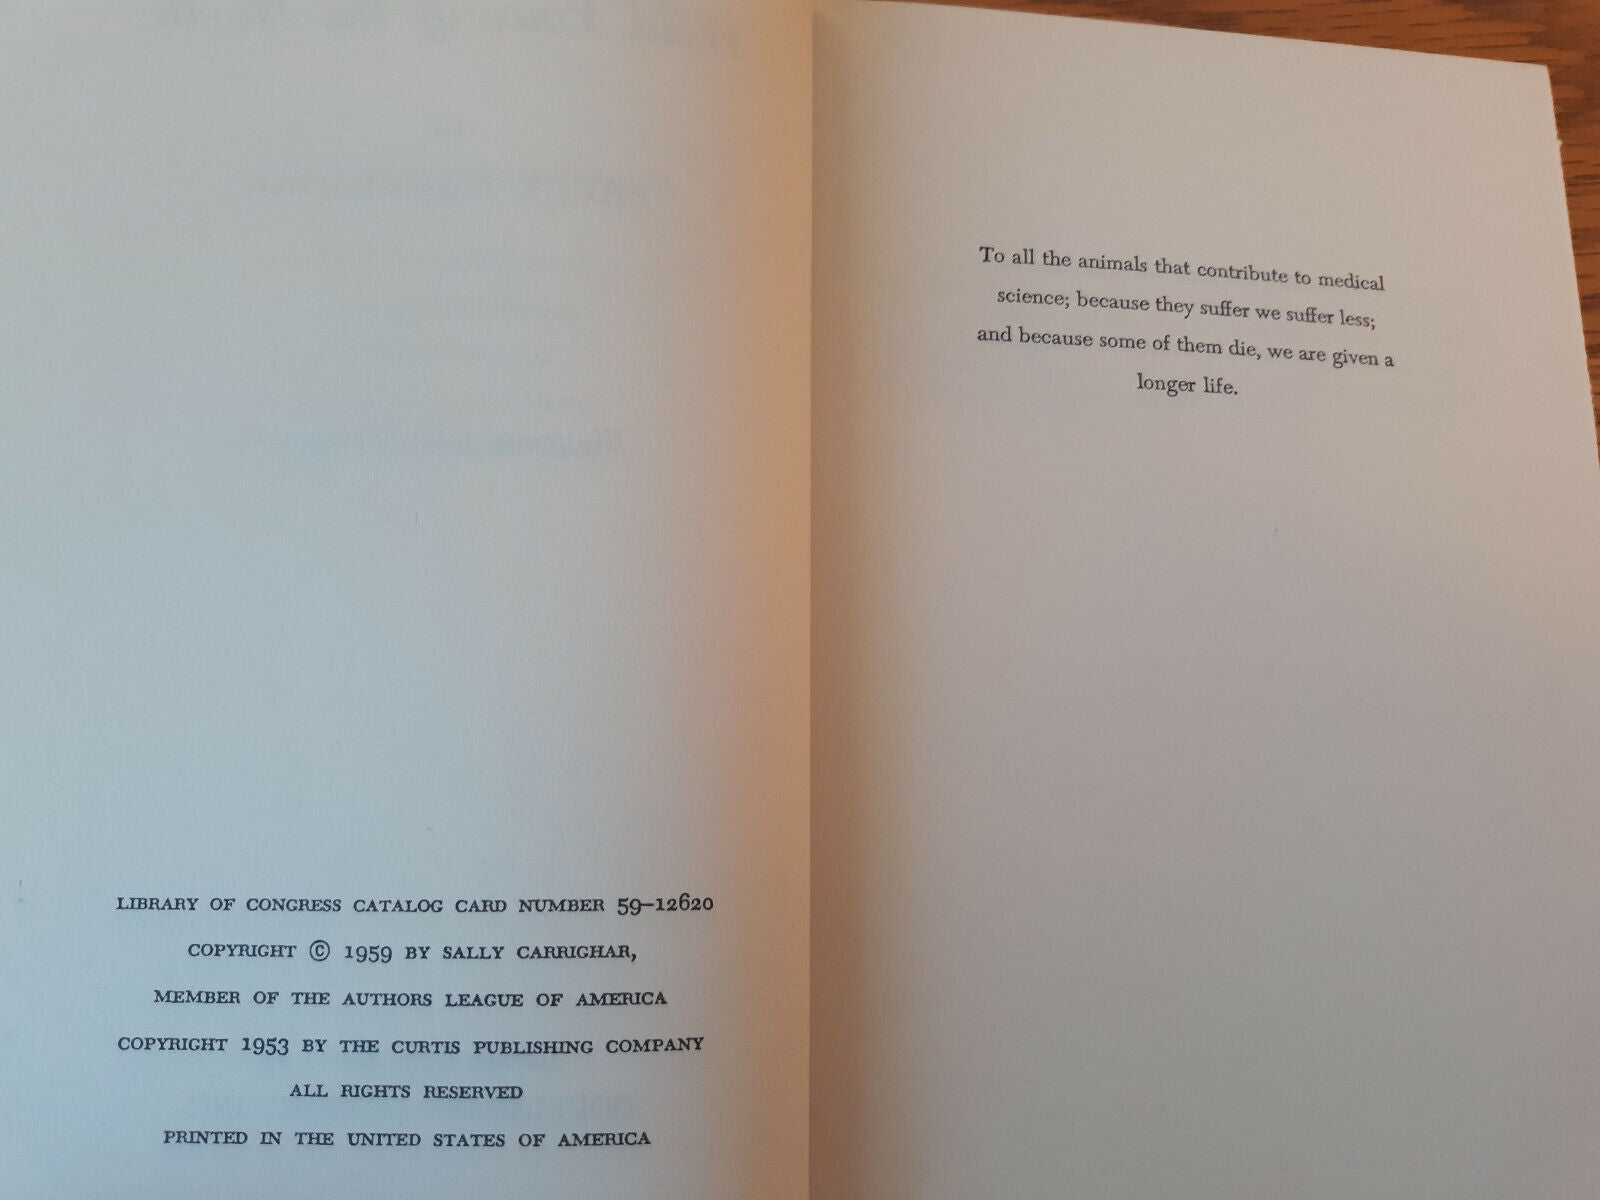 LIBRARY OF CONGRESS CATALOG CARD NUMBER 59–12620
COPYRIGHT © 1959 BY SALLY CARRIGHAR,
MEMBER OF THE AUTHORS LEAGUE OF AMERICA
COPYRIGHT 1953 BY THE CURTIS PUBLISHING COMPANY
ALL RIGHTS RESERVED
PRINTED IN THE UNITED STATES OF AMERICA
To all the animals that contribute to medical
science; because they suffer we suffer less;
and because some of them die, we are given a
longer life.